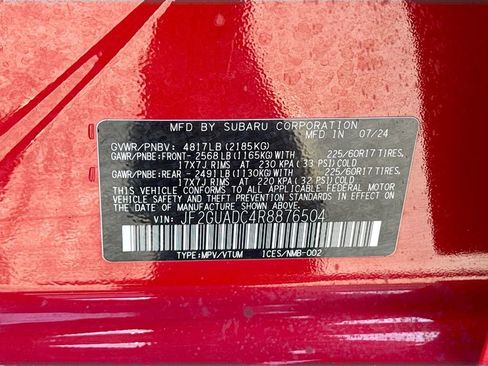 MFD BY SUBARU CORPORATION
MFD IN 07/24
GVWR/PNBV: 4817LB (2185KG)
GAWR/PNBE:FRONT- 2568LB(1165KG)WITH 225/60R17 TIRES,
17X7J RIMS AT 230 KPA (33 PSI)COLD
GAWR/PNBE:REAR - 2491LB(1130KG)WITH 225/60R17 TIRES,
17X7J RIMS AT 220 KPA (32 PSI)COLD
THIS VEHICLE CONFORMS TO ALL APPLICABLE FEDERAL MOTOR
VEHICLE SAFETY AND THEFT PREVENTION STANDARDS IN EFFECT
ON THE DATE OF MANUFACTURE SHOWN ABOVE.
VIN: JF2GUADC4R8876504
TYPE:MPV/VTUM ICES/NMB-002